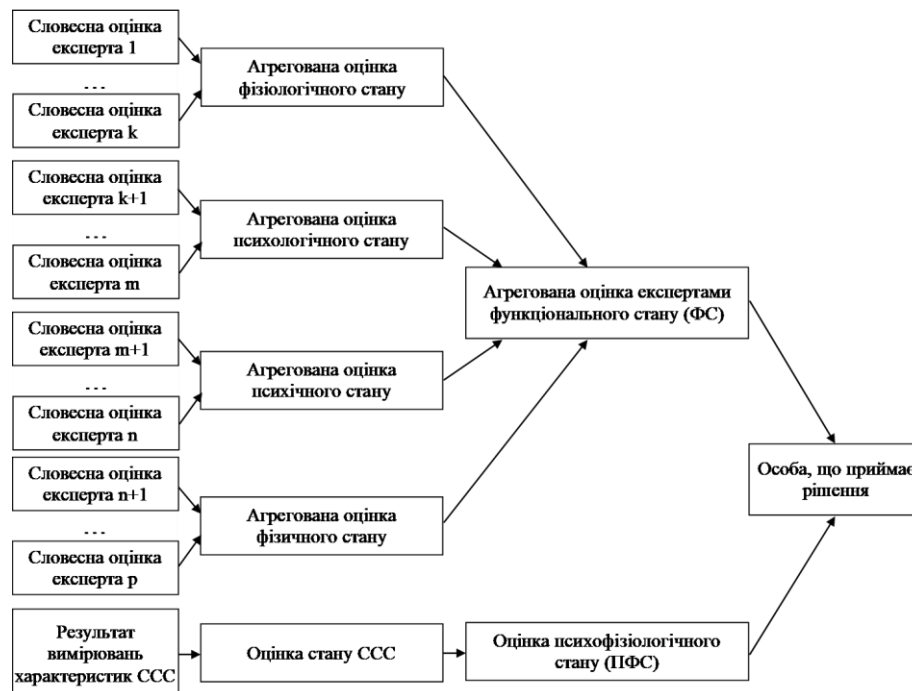 Словесна оцінка
експерта 1
...
Словесна оцінка
експерта k
Словесна оцінка
експерта k+1
...
Словесна оцінка
експерта m
Словесна оцінка
експерта m+1
...
Словесна оцінка
експерта n
Словесна оцінка
експерта n+1
...
Словесна оцінка
експерта p
Результат
вимірювань
характеристик ССС
Агрегована оцінка
фізіологічного стану
Агрегована оцінка
психологічного стану
Агрегована оцінка
психічного стану
Агрегована оцінка
фізичного стану
Оцінка стану ССС
Агрегована оцінка експертами
функціонального стану (ФС)
Оцінка психофізіологічного
стану (ПФС)
Особа, що приймає
рішення